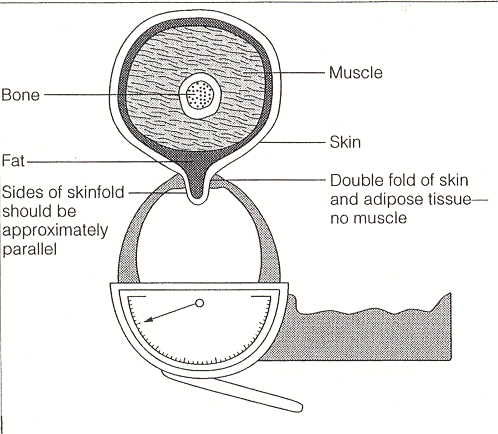 Bone
Fat
Sides of skinfold
should be
approximately
parallel
Muscle
Skin
Double fold of skin
and adipose tissue—
no muscle